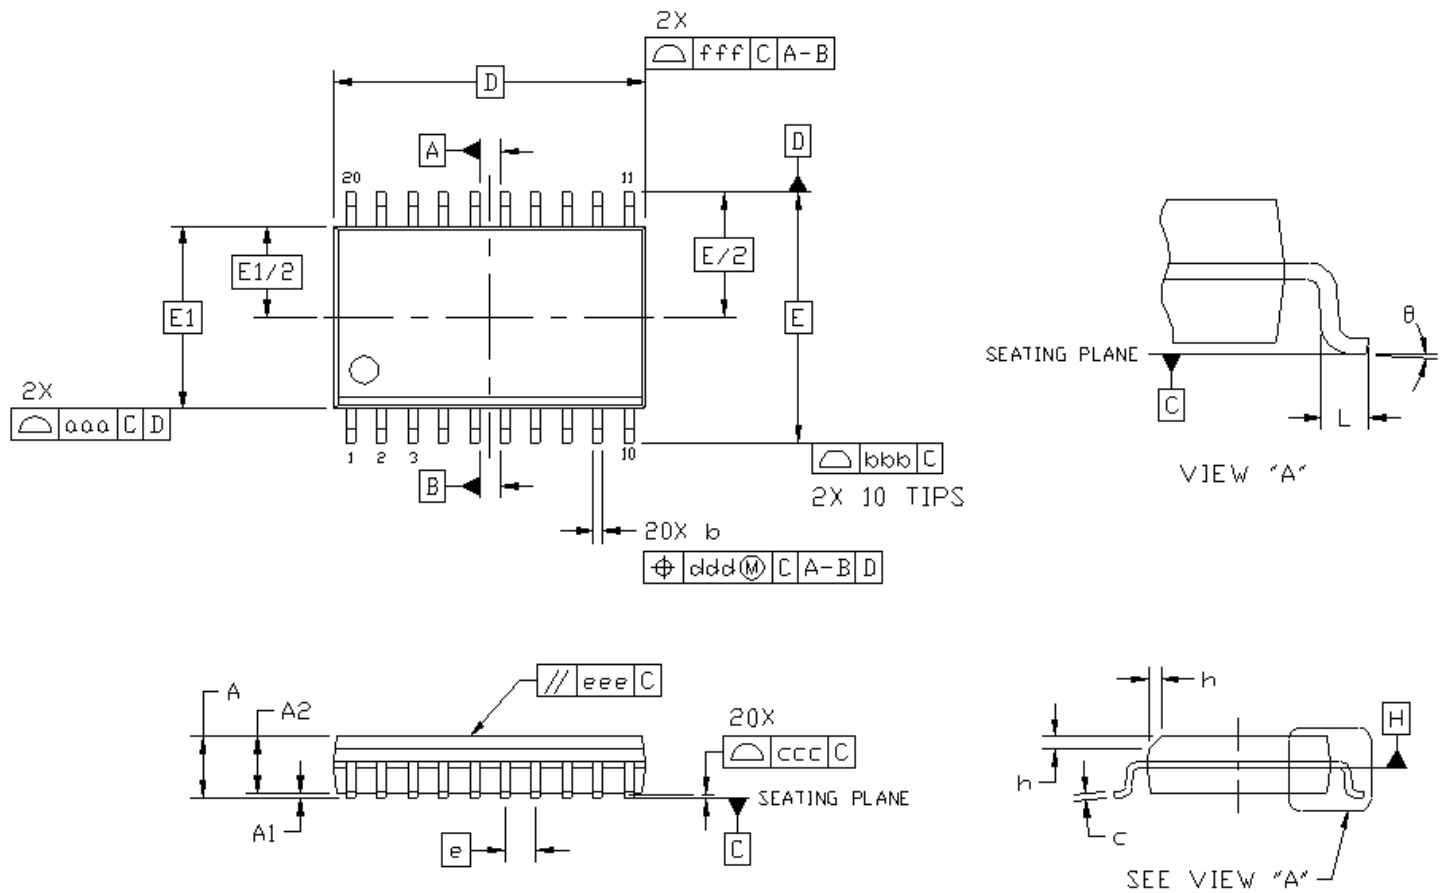 2X
⌓ fff C A-B
D
A
D
20
11
E1/2
E/2
E1
E
2X
⌓ aaa C D
1 2 3 10
B
⌓ bbb C
2X 10 TIPS
20X b
⌖ dddⓂ C A-B D
SEATING PLANE
θ
C
L
VIEW "A"
// eee C
A
A2
A1
20X
⌓ ccc C
SEATING PLANE
C
e
h
H
h
c
SEE VIEW "A"